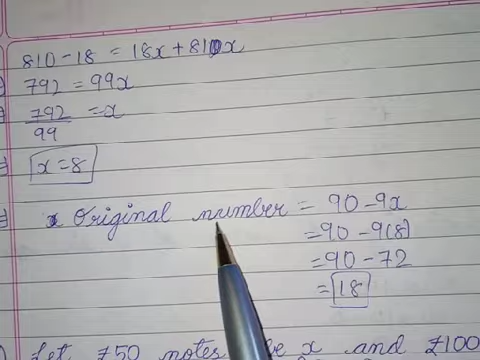 810 - 18 = 18x + 81x
792 = 99x
792/99 = x
x = 8
Original number = 90 - 9x
= 90 - 9(8)
= 90 - 72
= 18
Let ₹50 notes be x and ₹100